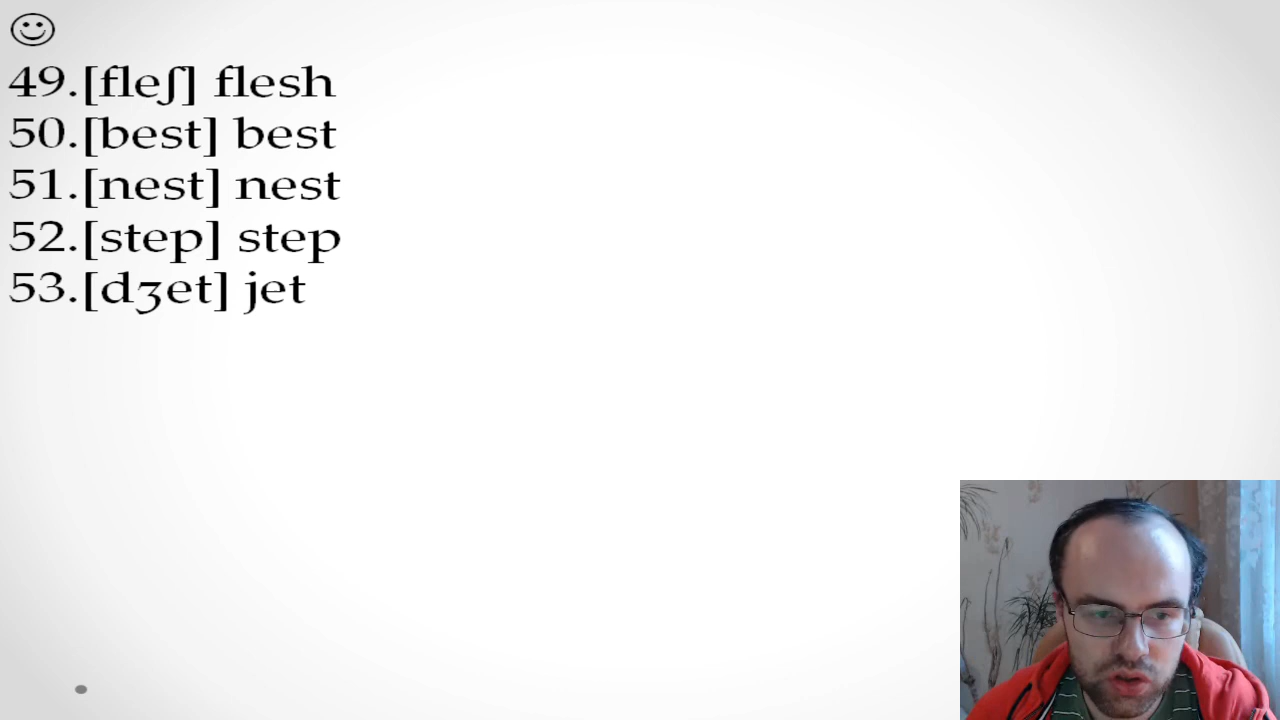 49.[fleʃ] flesh
50.[best] best
51.[nest] nest
52.[step] step
53.[dʒet] jet